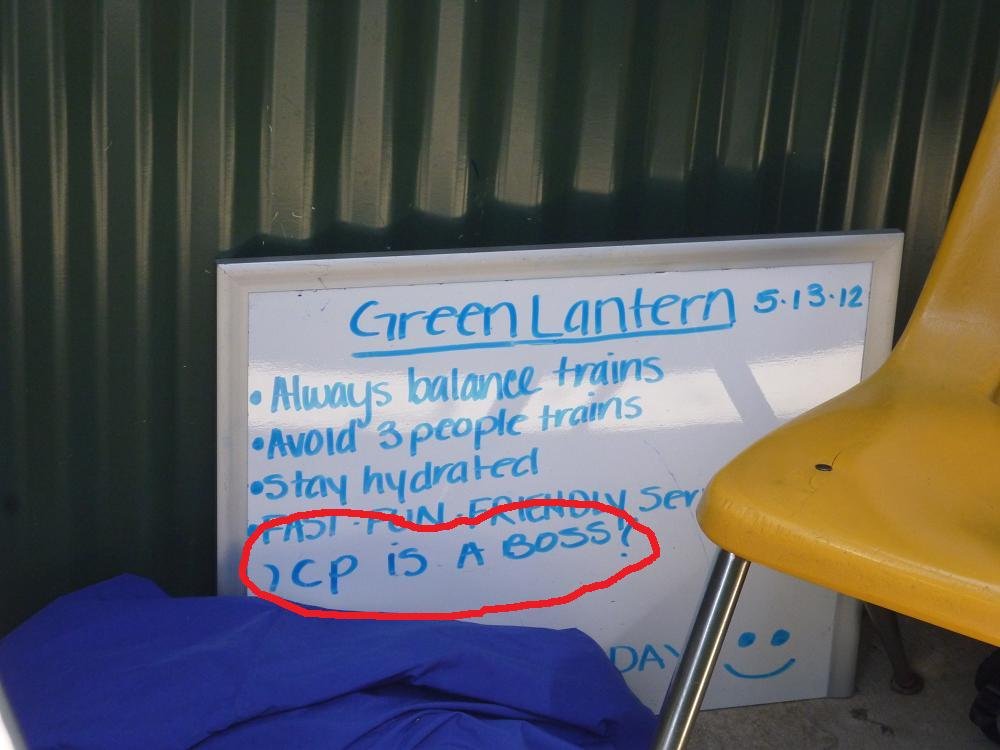 Green Lantern 5·13·12
• Always balance trains
• Avoid 3 people trains
• Stay hydrated
• FAST · FUN · FRIENDLY Ser
CP IS A BOSS!
DAY